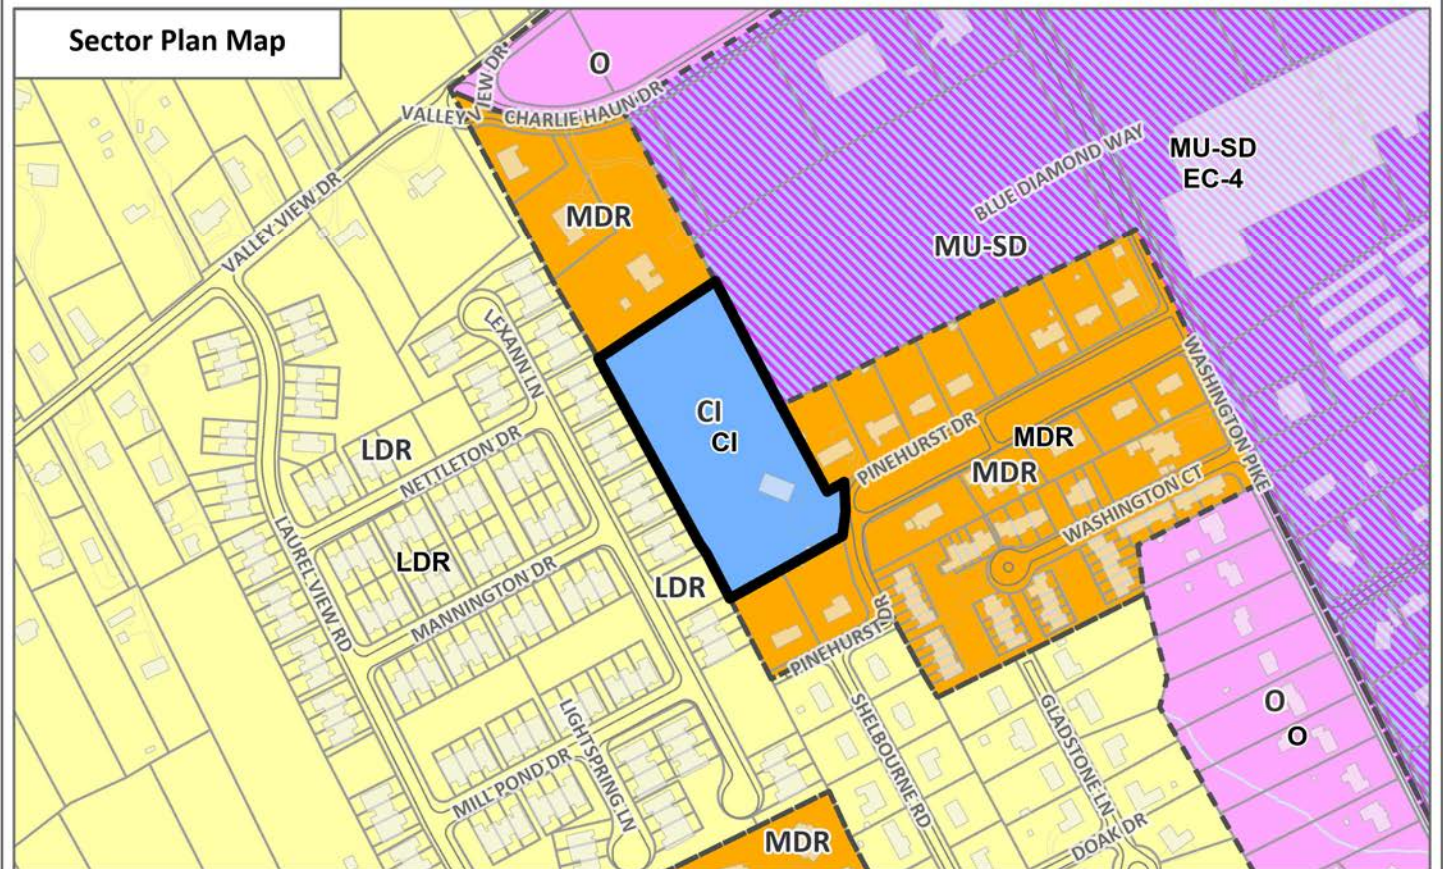 Sector Plan Map
O
VALLEY VIEW DR
CHARLIE HAUN DR
MU-SD
EC-4
BLUE DIAMOND WAY
VALLEY VIEW DR
MDR
MU-SD
LEXANN LN
WASHINGTON PIKE
CI
CI
PINEHURST DR
MDR
MDR
LDR
NETTLETON DR
WASHINGTON CT
LAUREL VIEW RD
LDR
MANNINGTON DR
LDR
PINEHURST DR
SHELBOURNE RD
GLADSTONE LN
O
O
LIGHTSPRING LN
MILL POND DR
MDR
DOAK DR